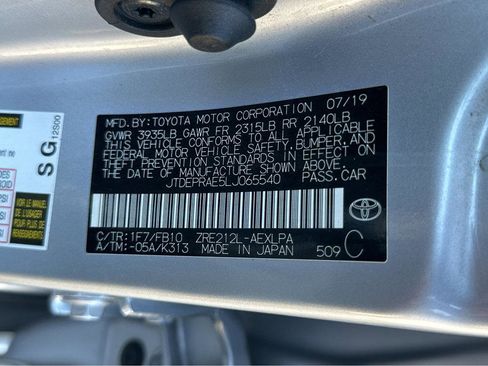 MFD. BY: TOYOTA MOTOR CORPORATION 07/19
GVWR 3935LB GAWR FR 2315LB RR 2140LB
THIS VEHICLE CONFORMS TO ALL APPLICABLE
FEDERAL MOTOR VEHICLE SAFETY, BUMPER, AND
THEFT PREVENTION STANDARDS IN EFFECT ON
THE DATE OF MANUFACTURE SHOWN ABOVE.
JTDEPRAE5LJ065540 PASS.CAR
C/TR: 1F7/FB10 ZRE212L-AEXLPA
A/TM: -05A/K313 MADE IN JAPAN 509 C
SG
12S00